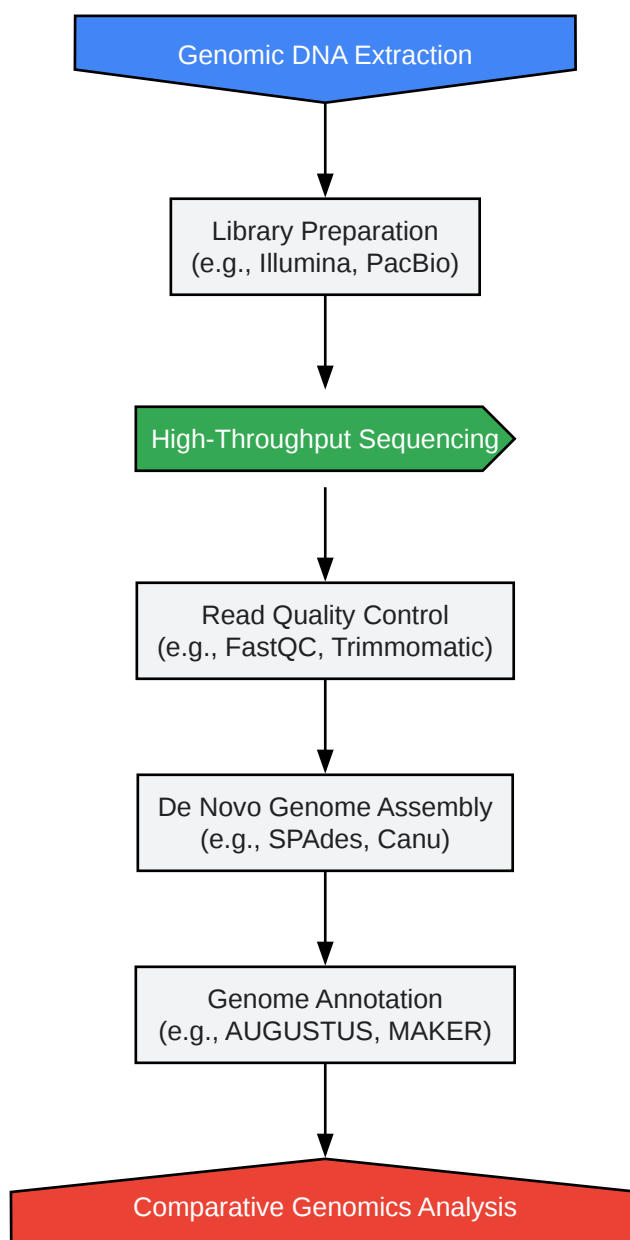 Genomic DNA Extraction
Library Preparation
(e.g., Illumina, PacBio)
High-Throughput Sequencing
Read Quality Control
(e.g., FastQC, Trimmomatic)
De Novo Genome Assembly
(e.g., SPAdes, Canu)
Genome Annotation
(e.g., AUGUSTUS, MAKER)
Comparative Genomics Analysis